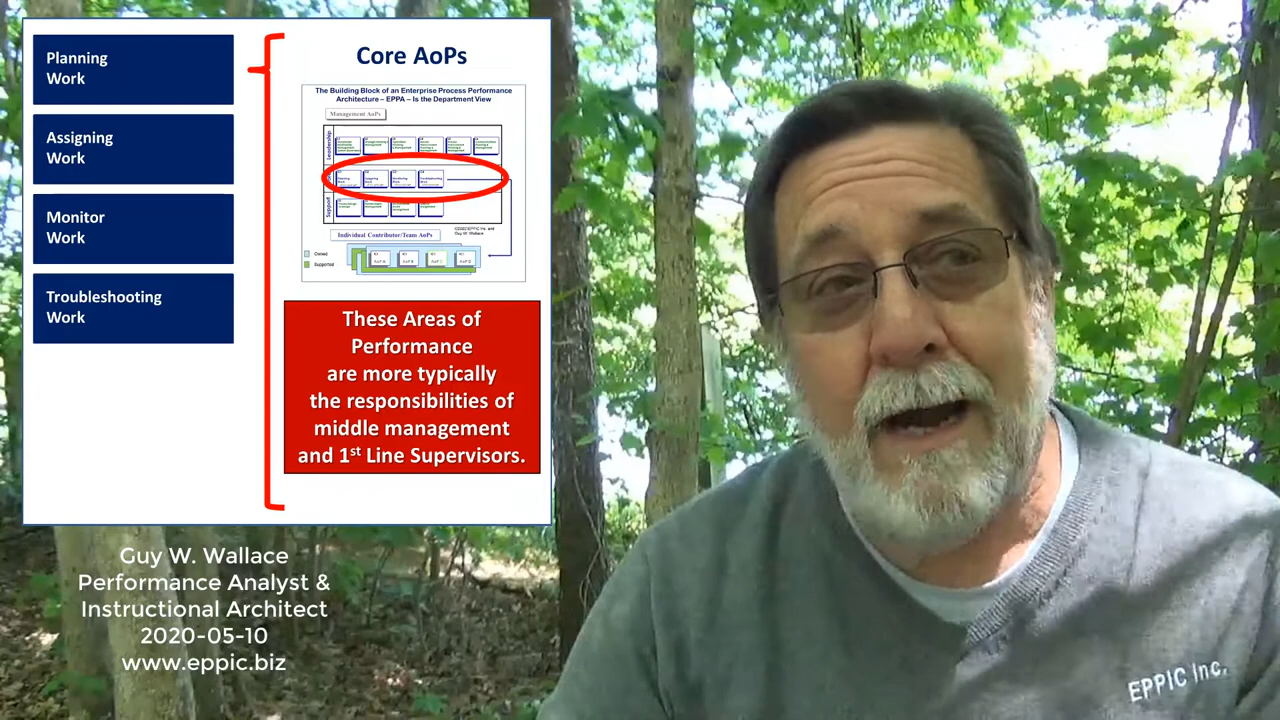 Planning
Work
Assigning
Work
Monitor
Work
Troubleshooting
Work
Core AoPs
The Building Block of an Enterprise Process Performance
Architecture – EPPA – Is the Department View
Management AoPs
Leadership
Support
Individual Contributor/Team AoPs
Owned
Supported
These Areas of
Performance
are more typically
the responsibilities of
middle management
and 1st Line Supervisors.
Guy W. Wallace
Performance Analyst &
Instructional Architect
2020-05-10
www.eppic.biz
EPPIC Inc.